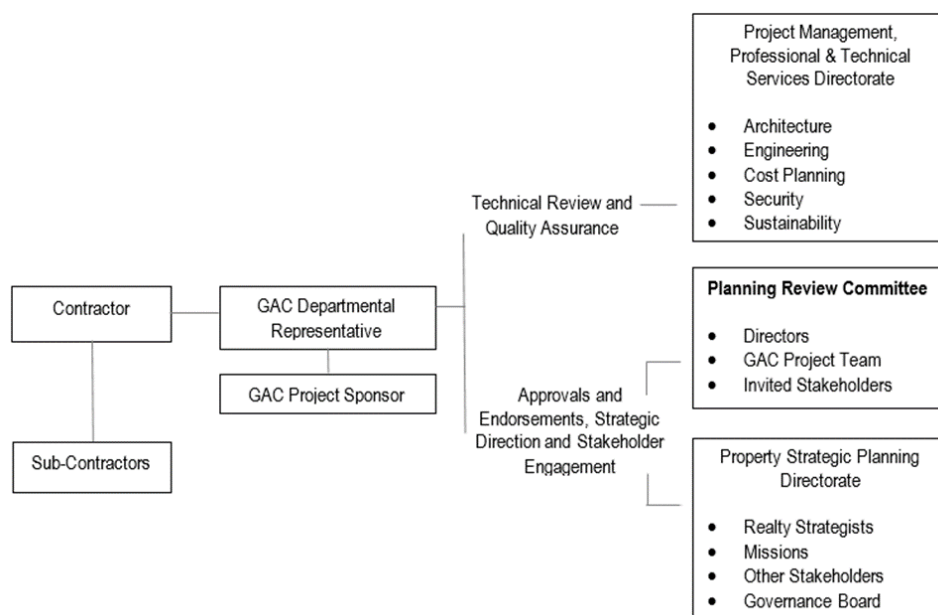 Project Management,
Professional & Technical
Services Directorate
• Architecture
• Engineering
• Cost Planning
• Security
• Sustainability
Technical Review and
Quality Assurance
Contractor
GAC Departmental
Representative
GAC Project Sponsor
Sub-Contractors
Approvals and
Endorsements, Strategic
Direction and Stakeholder
Engagement
Planning Review Committee
• Directors
• GAC Project Team
• Invited Stakeholders
Property Strategic Planning
Directorate
• Realty Strategists
• Missions
• Other Stakeholders
• Governance Board